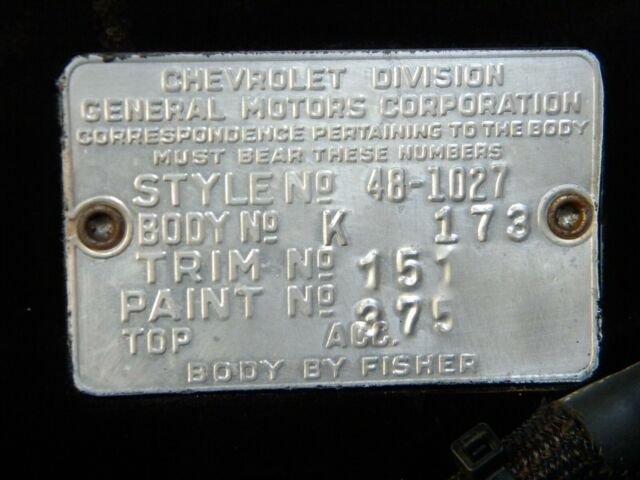 CHEVROLET DIVISION
GENERAL MOTORS CORPORATION
CORRESPONDENCE PERTAINING TO THE BODY
MUST BEAR THESE NUMBERS
STYLE Nº 48-1027
BODY Nº K 173
TRIM Nº 151
PAINT Nº 375
TOP ACC.
BODY BY FISHER